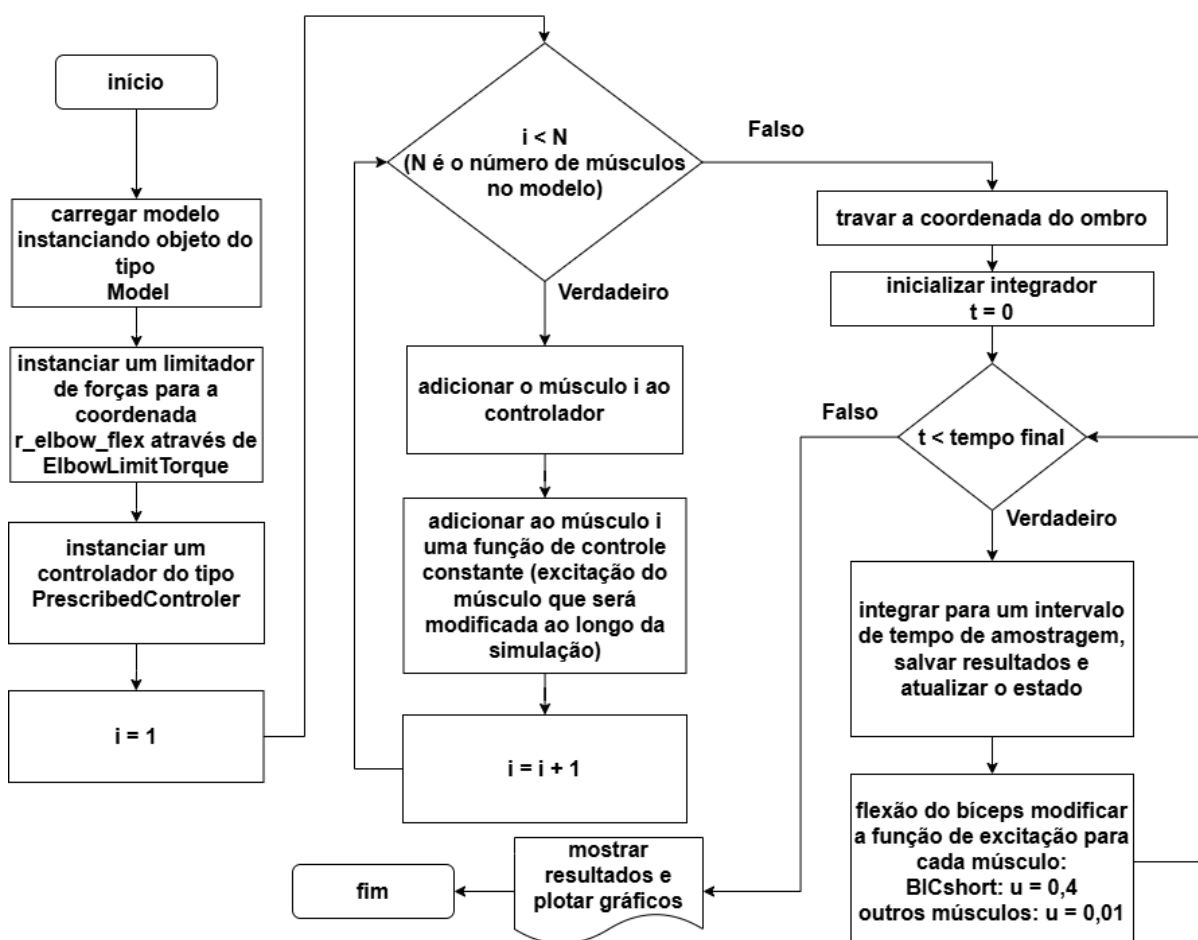 início
carregar modelo
instanciando objeto do
tipo
Model
instanciar um limitador
de forças para a
coordenada
r_elbow_flex através de
ElbowLimitTorque
instanciar um
controlador do tipo
PrescribedControler
i = 1
i < N
(N é o número de músculos
no modelo)
Verdadeiro
Falso
adicionar o músculo i ao
controlador
adicionar ao músculo i
uma função de controle
constante (excitação do
músculo que será
modificada ao longo da
simulação)
i = i + 1
travar a coordenada do ombro
inicializar integrador
t = 0
t < tempo final
Falso
Verdadeiro
integrar para um intervalo
de tempo de amostragem,
salvar resultados e
atualizar o estado
flexão do bíceps modificar
a função de excitação para
cada músculo:
BICshort: u = 0,4
outros músculos: u = 0,01
mostrar
resultados e
plotar gráficos
fim